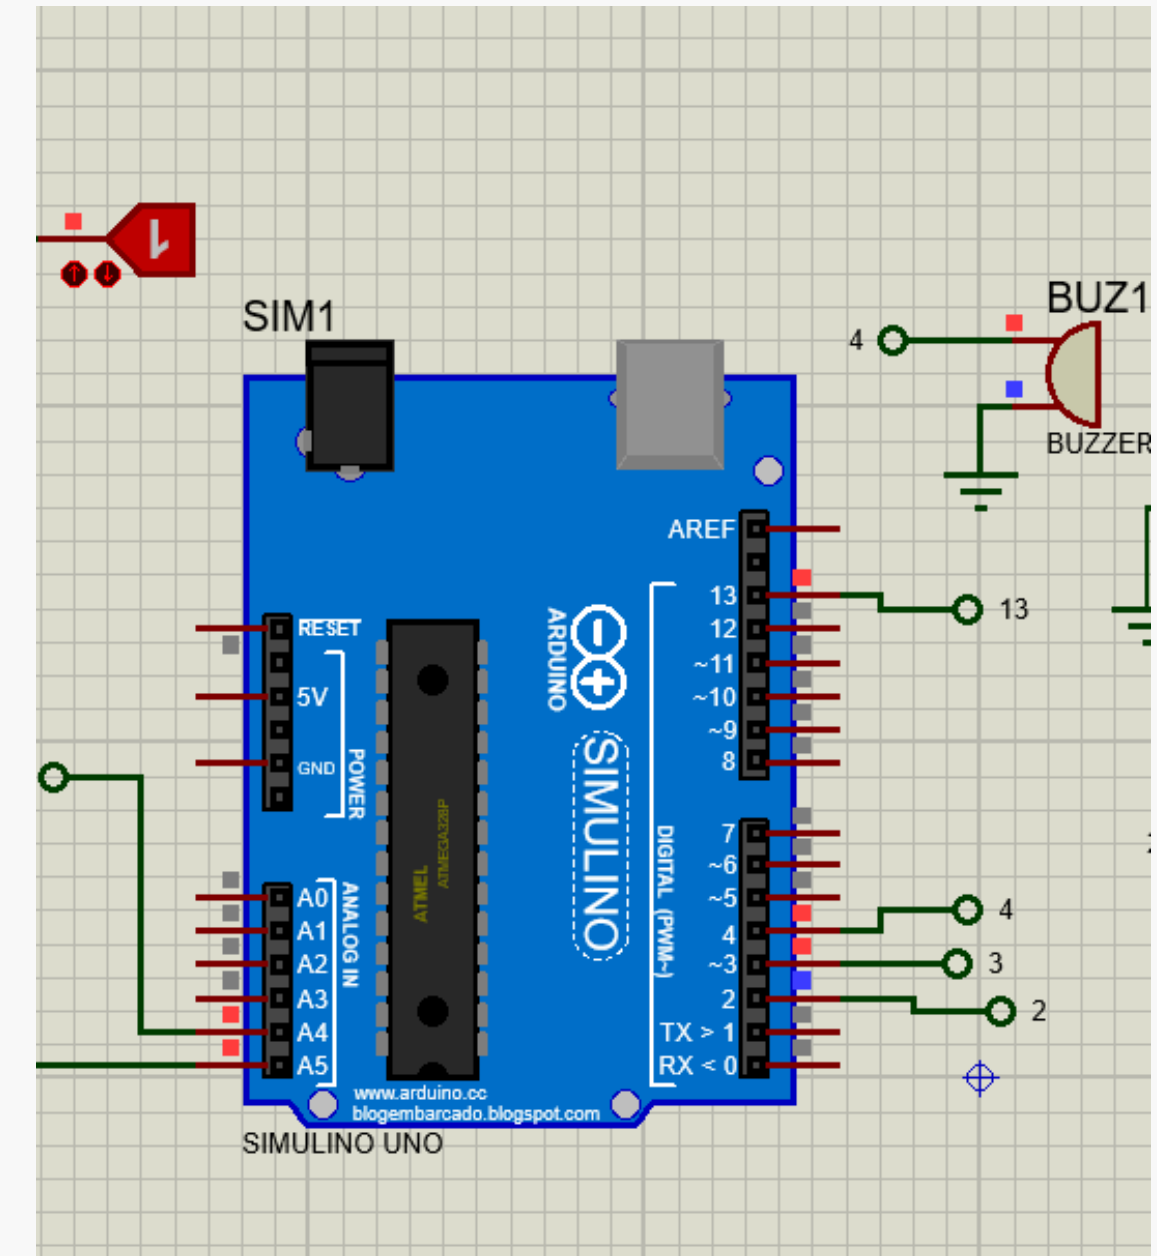 1
SIM1
BUZ1
4
BUZZER
AREF
13
13
12
~11
~10
~9
8
RESET
5V
GND
POWER
ARDUINO
SIMULINO
ATMEL
ATMEGA328P
DIGITAL (PWM~)
7
~6
~5
4
4
~3
3
2
2
TX > 1
RX < 0
A0
A1
A2
A3
A4
A5
ANALOG IN
www.arduino.cc
blogembarcado.blogspot.com
SIMULINO UNO